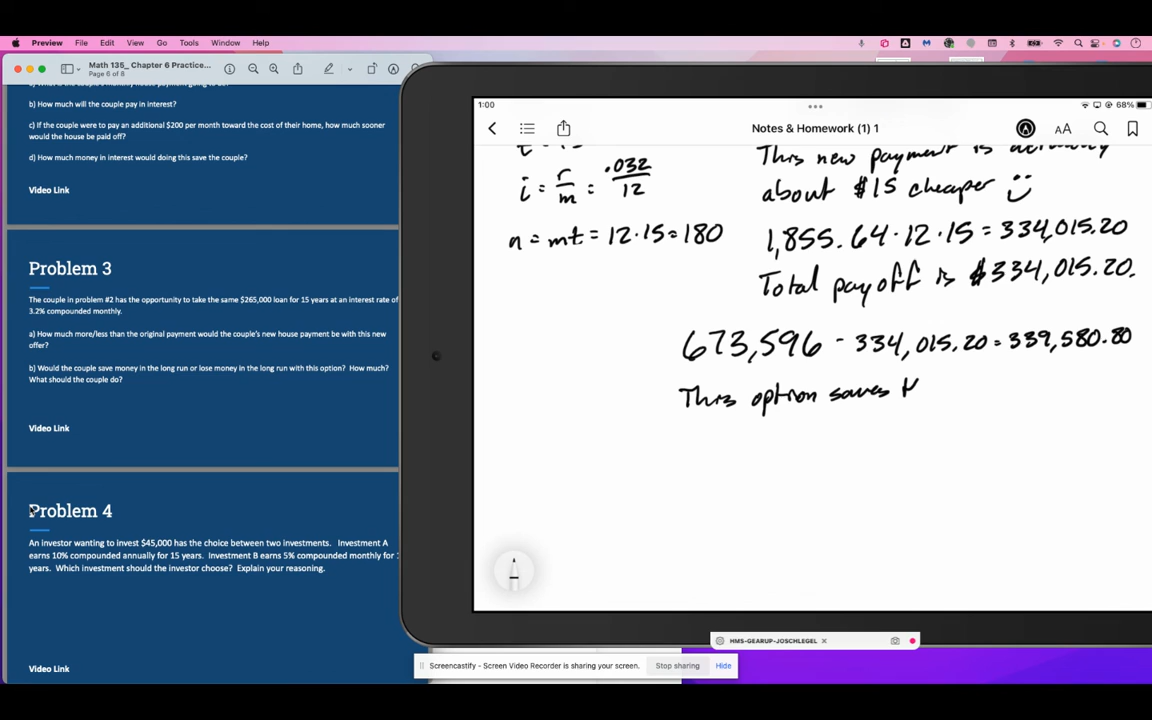 Preview File Edit View Go Tools Window Help
Math 135_ Chapter 6 Practice...
Page 6 of 8
b) How much will the couple pay in interest?
c) If the couple were to pay an additional $200 per month toward the cost of their home, how much sooner
would the house be paid off?
d) How much money in interest would doing this save the couple?
Video Link
Problem 3
The couple in problem #2 has the opportunity to take the same $265,000 loan for 15 years at an interest rate of
3.2% compounded monthly.
a) How much more/less than the original payment would the couple's new house payment be with this new
offer?
b) Would the couple save money in the long run or lose money in the long run with this option? How much?
What should the couple do?
Video Link
Problem 4
An investor wanting to invest $45,000 has the choice between two investments. Investment A
earns 10% compounded annually for 15 years. Investment B earns 5% compounded monthly for
years. Which investment should the investor choose? Explain your reasoning.
Video Link
1:00
68%
Notes & Homework (1) 1
AA
i = r/m = .032/12
n = mt = 12·15 = 180
This new payment is actually
about $15 cheaper
1,855.64·12·15 = 334,015.20
Total payoff is $334,015.20.
673,596 - 334,015.20 = 339,580.80
This option saves
HMS-GEARUP-JOSCHLEGEL
Screencastify - Screen Video Recorder is sharing your screen.
Stop sharing
Hide